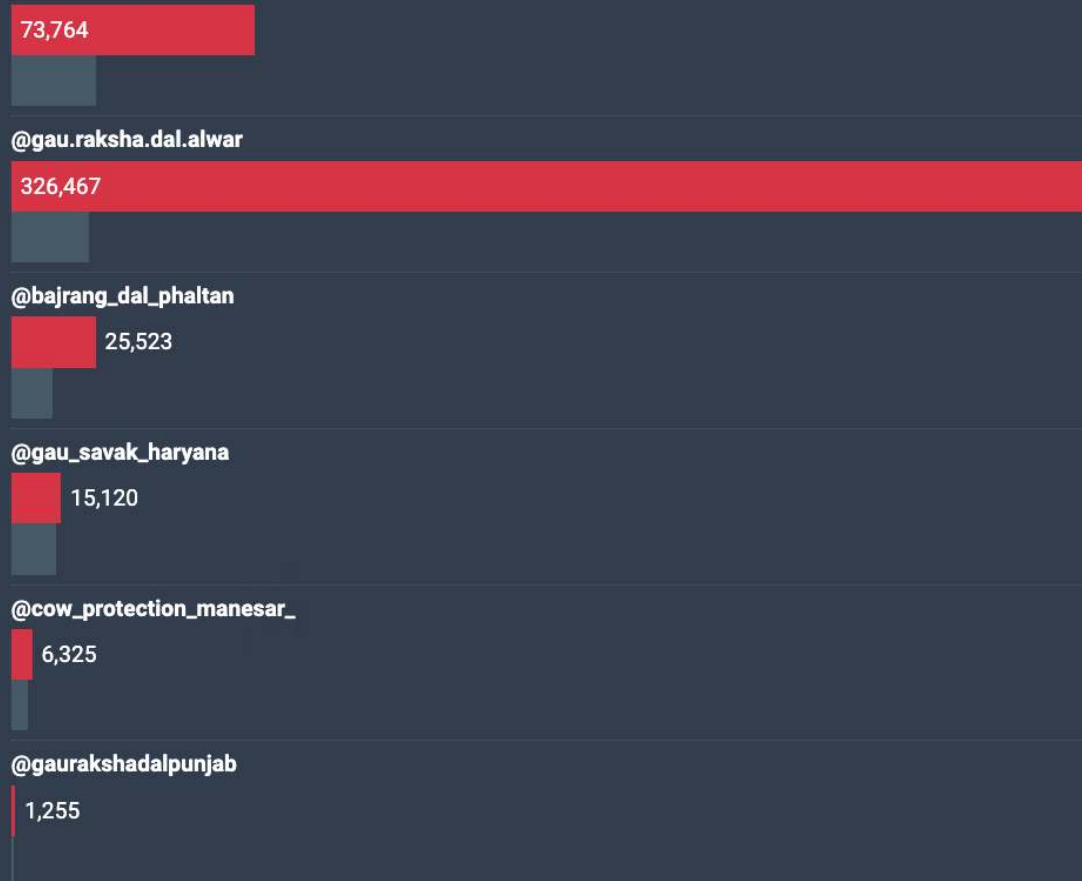 73,764
@gau.raksha.dal.alwar
326,467
@bajrang_dal_phaltan
25,523
@gau_savak_haryana
15,120
@cow_protection_manesar_
6,325
@gaurakshadalpunjab
1,255